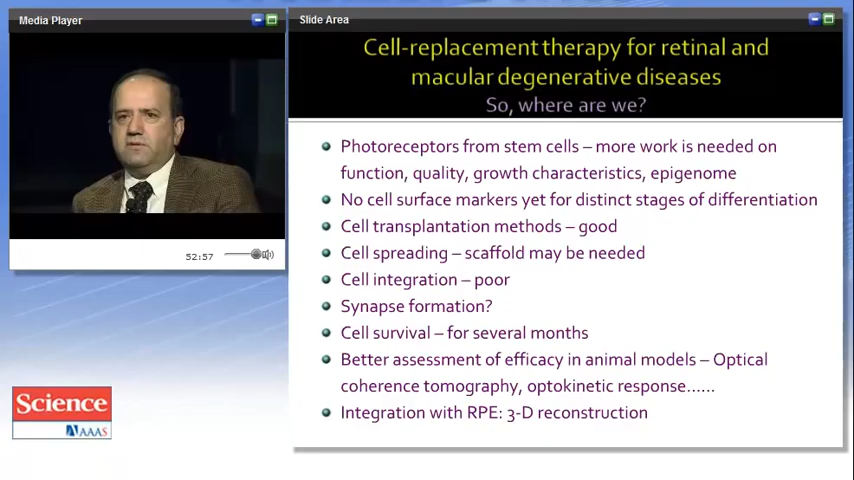 Media Player
52:57
Science
AAAS
Slide Area
Cell-replacement therapy for retinal and
macular degenerative diseases
So, where are we?
Photoreceptors from stem cells – more work is needed on
function, quality, growth characteristics, epigenome
No cell surface markers yet for distinct stages of differentiation
Cell transplantation methods – good
Cell spreading – scaffold may be needed
Cell integration – poor
Synapse formation?
Cell survival – for several months
Better assessment of efficacy in animal models – Optical
coherence tomography, optokinetic response......
Integration with RPE: 3-D reconstruction